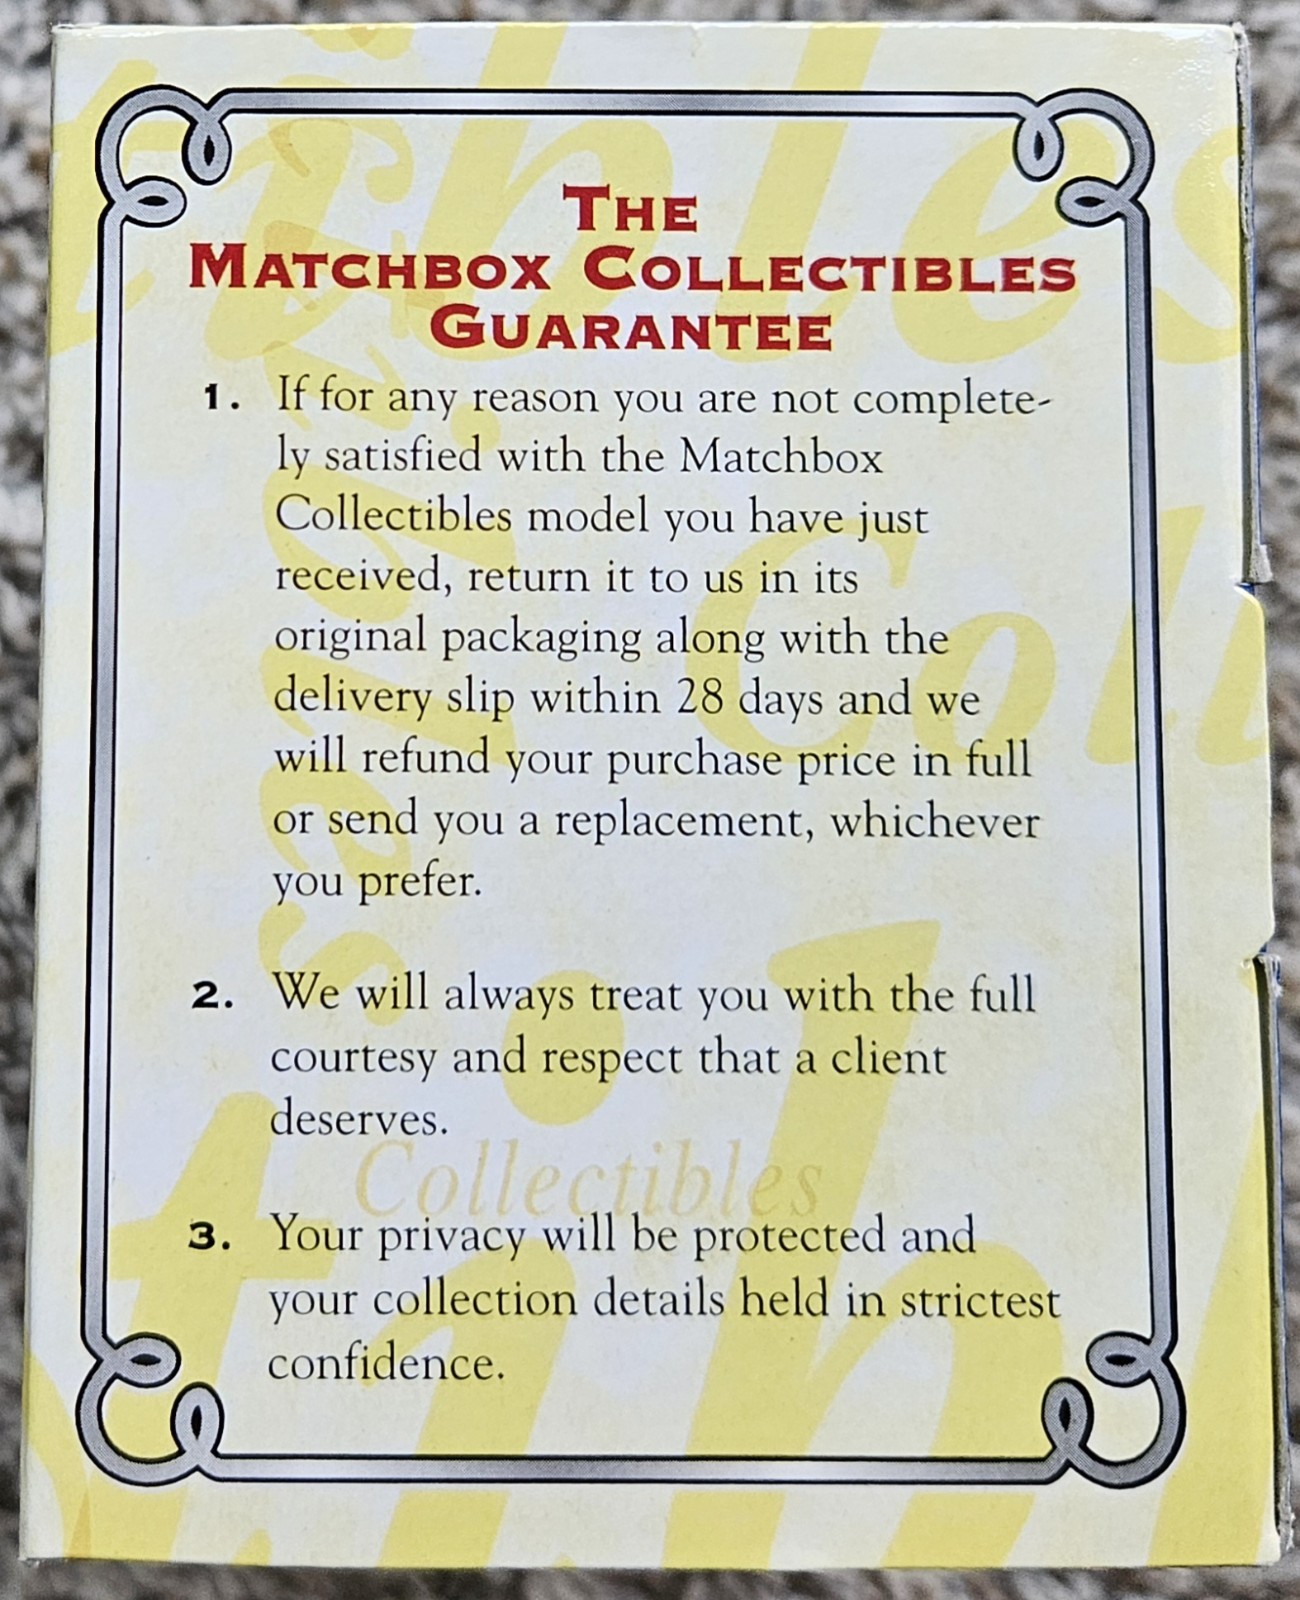 THE
MATCHBOX COLLECTIBLES
GUARANTEE
1. If for any reason you are not complete-
ly satisfied with the Matchbox
Collectibles model you have just
received, return it to us in its
original packaging along with the
delivery slip within 28 days and we
will refund your purchase price in full
or send you a replacement, whichever
you prefer.
2. We will always treat you with the full
courtesy and respect that a client
deserves.
Collectibles
3. Your privacy will be protected and
your collection details held in strictest
confidence.